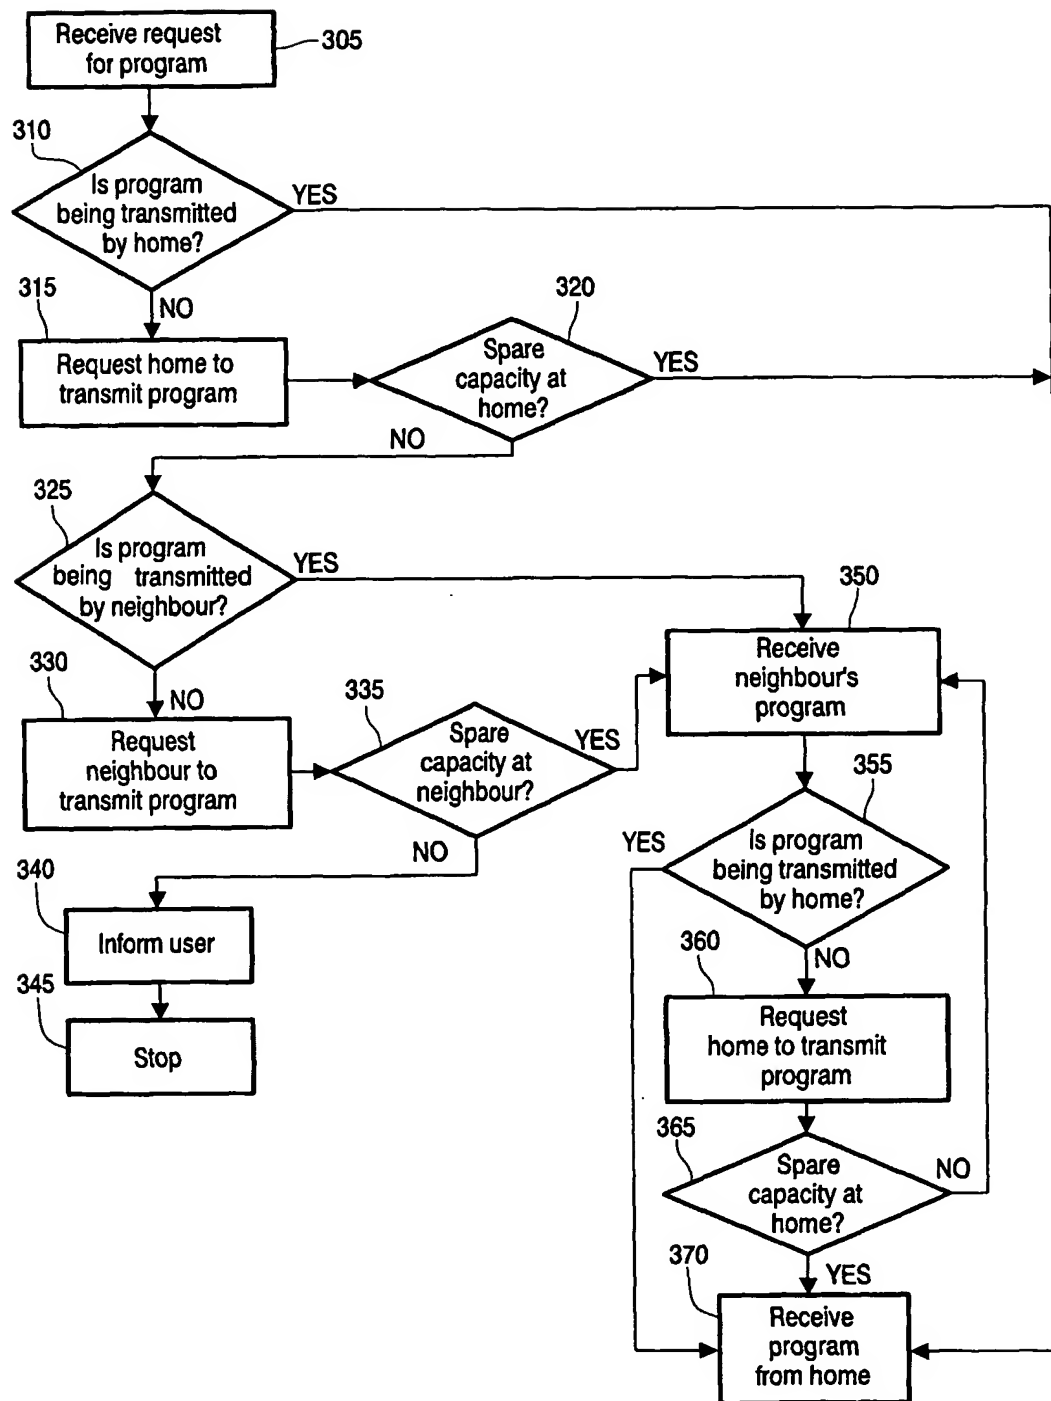 Receive request
for program
305
310
Is program
being transmitted
by home?
YES
NO
315
Request home to
transmit program
320
Spare
capacity at
home?
YES
NO
325
Is program
being transmitted
by neighbour?
YES
NO
330
Request
neighbour to
transmit program
335
Spare
capacity at
neighbour?
YES
NO
340
Inform user
345
Stop
350
Receive
neighbour's
program
355
Is program
being transmitted
by home?
YES
NO
360
Request
home to transmit
program
365
Spare
capacity at
home?
NO
YES
370
Receive
program
from home